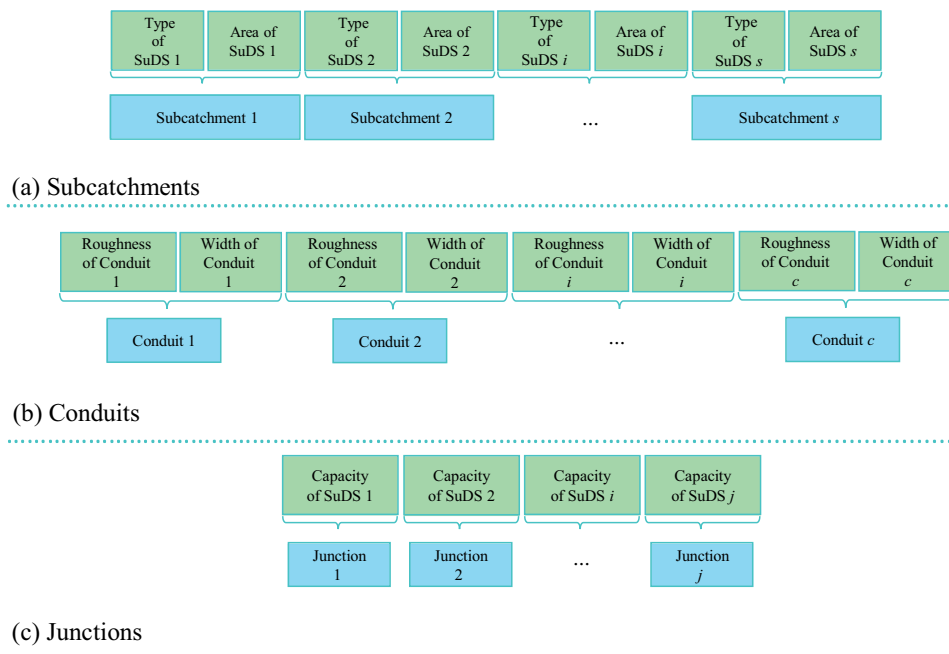 Type
of
SuDS 1
Area of
SuDS 1
Type
of
SuDS 2
Area of
SuDS 2
Type
of
SuDS i
Area of
SuDS i
Type
of
SuDS s
Area of
SuDS s
Subcatchment 1
Subcatchment 2
...
Subcatchment s
(a) Subcatchments
Roughness
of Conduit
1
Width of
Conduit
1
Roughness
of Conduit
2
Width of
Conduit
2
Roughness
of Conduit
i
Width of
Conduit
i
Roughness
of Conduit
c
Width of
Conduit
c
Conduit 1
Conduit 2
...
Conduit c
(b) Conduits
Capacity
of SuDS 1
Capacity
of SuDS 2
Capacity
of SuDS i
Capacity
of SuDS j
Junction
1
Junction
2
...
Junction
j
(c) Junctions